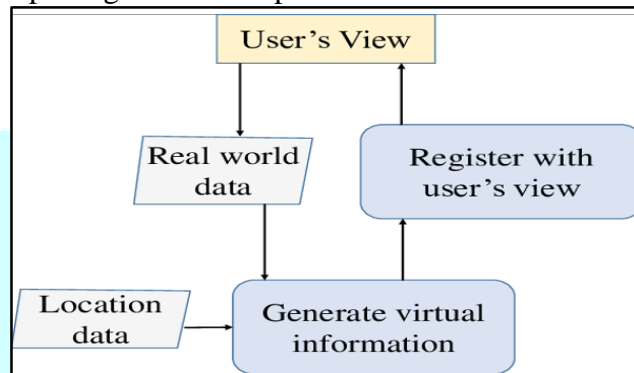 User's View
Real world
data
Register with
user's view
Location
data
Generate virtual
information